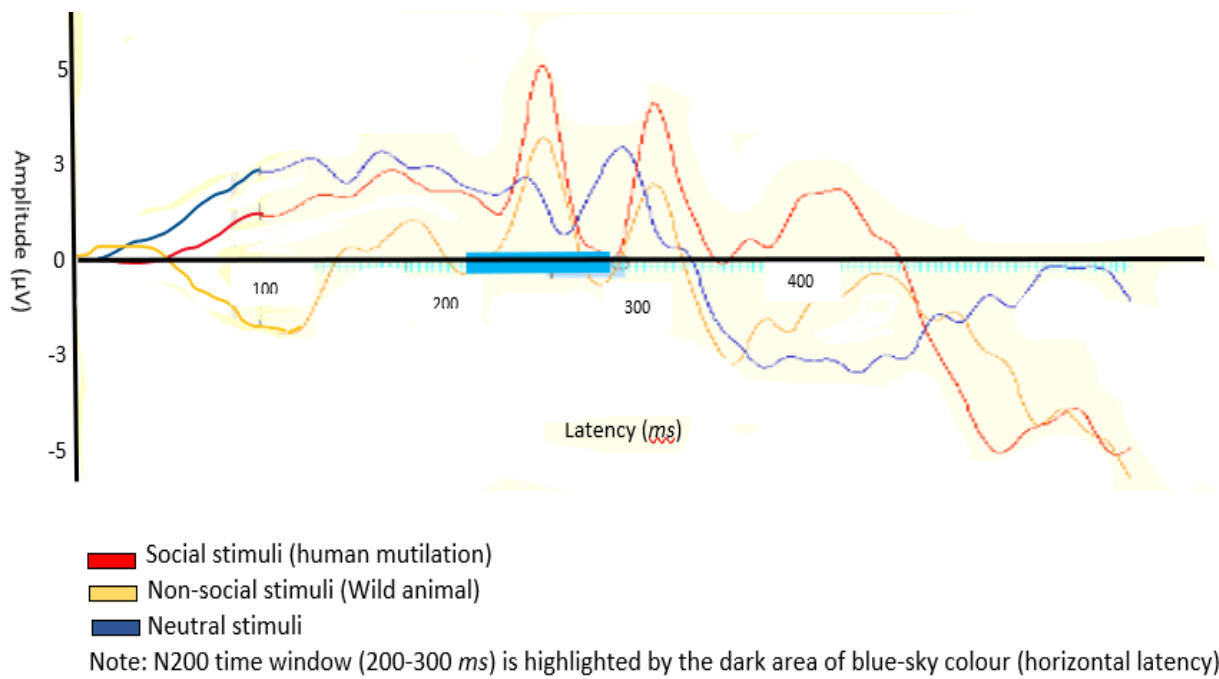 5
3
Amplitude (µV)
0
100
200
300
400
-3
Latency (ms)
-5
Social stimuli (human mutilation)
Non-social stimuli (Wild animal)
Neutral stimuli
Note: N200 time window (200-300 ms) is highlighted by the dark area of blue-sky colour (horizontal latency)